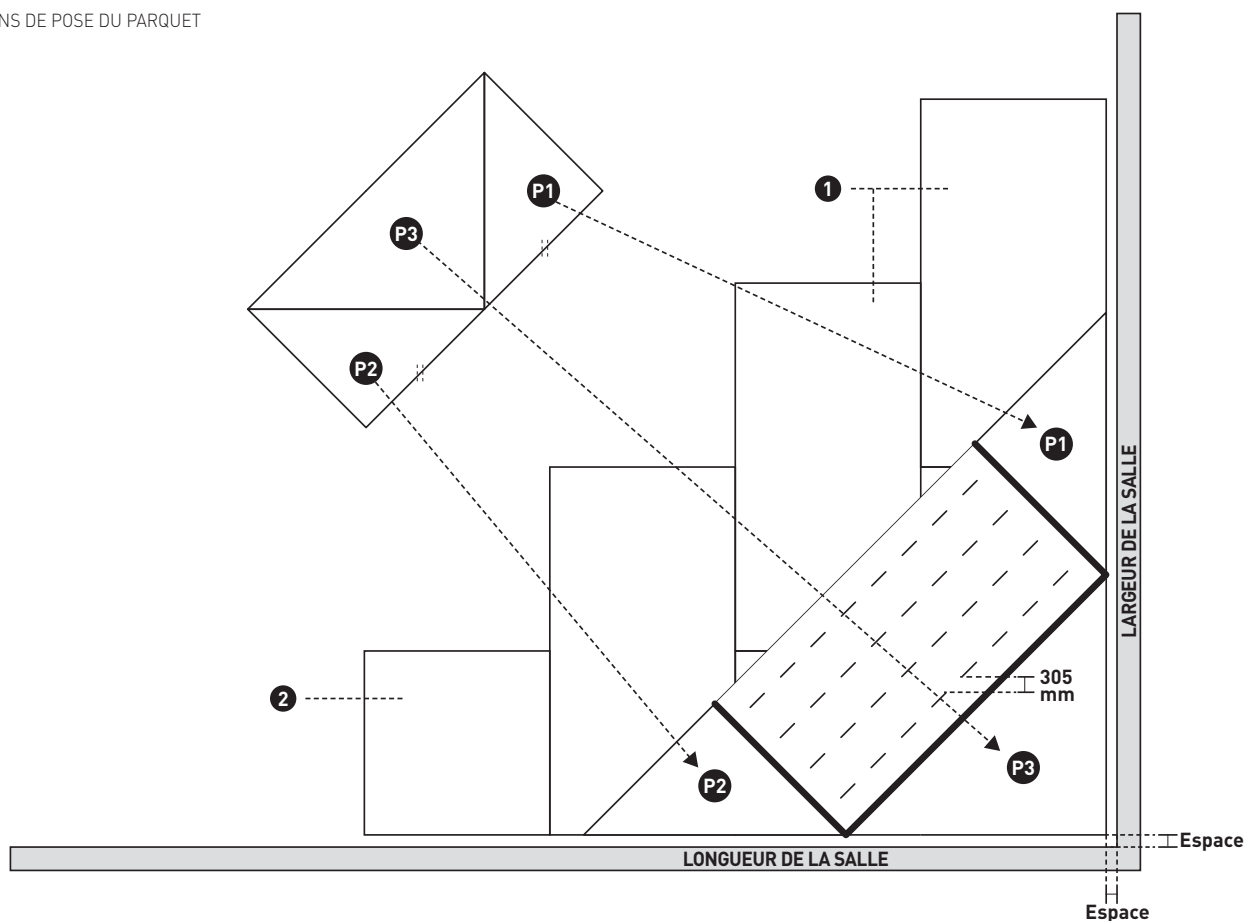 NS DE POSE DU PARQUET
P1
1
P3
P2
P1
LARGEUR DE LA SALLE
305
mm
2
P3
P2
Espace
LONGUEUR DE LA SALLE
Espace